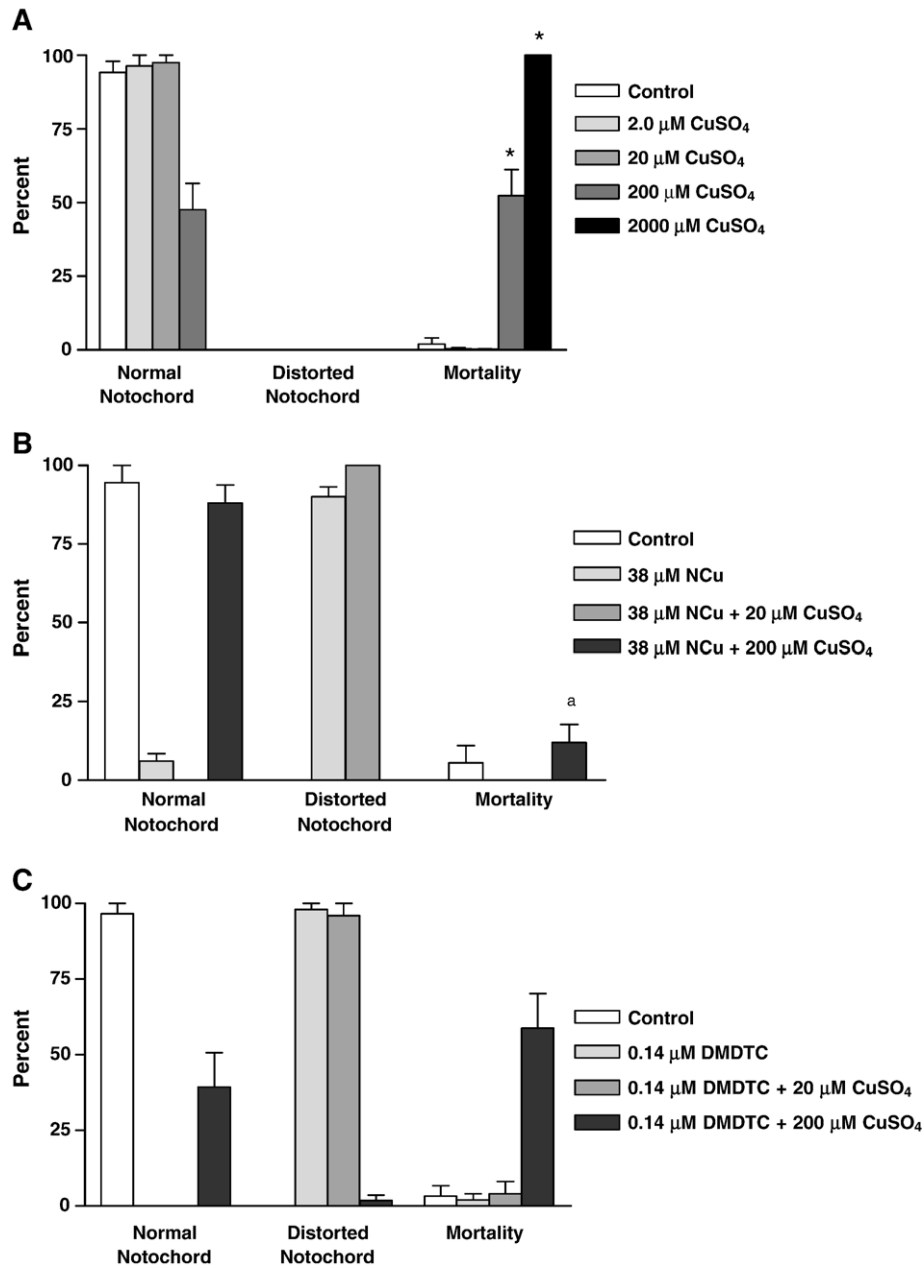 A
100
75
50
25
0
Percent
*
*
Normal
Notochord
Distorted
Notochord
Mortality
Control
2.0 μM CuSO₄
20 μM CuSO₄
200 μM CuSO₄
2000 μM CuSO₄
B
100
75
50
25
0
Percent
a
Normal
Notochord
Distorted
Notochord
Mortality
Control
38 μM NCu
38 μM NCu + 20 μM CuSO₄
38 μM NCu + 200 μM CuSO₄
C
100
75
50
25
0
Percent
Normal
Notochord
Distorted
Notochord
Mortality
Control
0.14 μM DMDTC
0.14 μM DMDTC + 20 μM CuSO₄
0.14 μM DMDTC + 200 μM CuSO₄